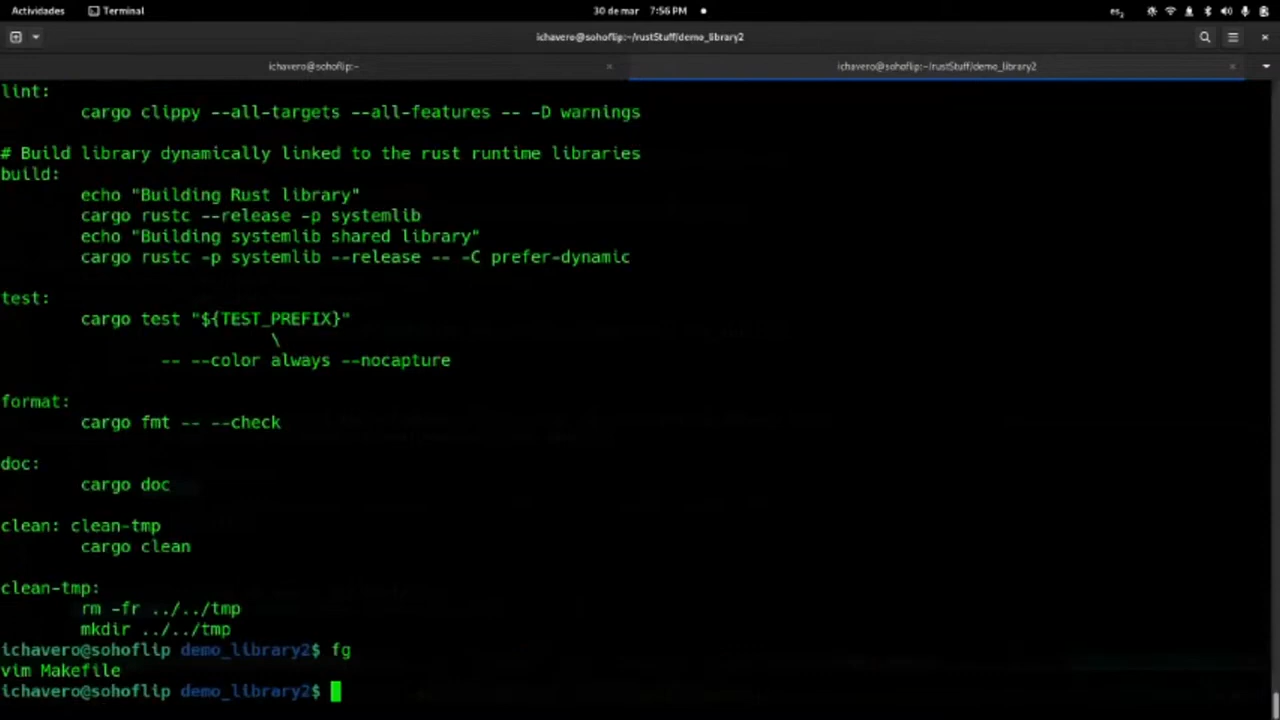 Actividades
Terminal
30 de mar 7:56 PM
es₂
ichavero@sohoflip:~/rustStuff/demo_library2
ichavero@sohoflip:~
ichavero@sohoflip:~/rustStuff/demo_library2
lint:
cargo clippy --all-targets --all-features -- -D warnings
# Build library dynamically linked to the rust runtime libraries
build:
echo "Building Rust library"
cargo rustc --release -p systemlib
echo "Building systemlib shared library"
cargo rustc -p systemlib --release -- -C prefer-dynamic
test:
cargo test "${TEST_PREFIX}"
\
-- --color always --nocapture
format:
cargo fmt -- --check
doc:
cargo doc
clean: clean-tmp
cargo clean
clean-tmp:
rm -fr ../../tmp
mkdir ../../tmp
ichavero@sohoflip demo_library2$ fg
vim Makefile
ichavero@sohoflip demo_library2$